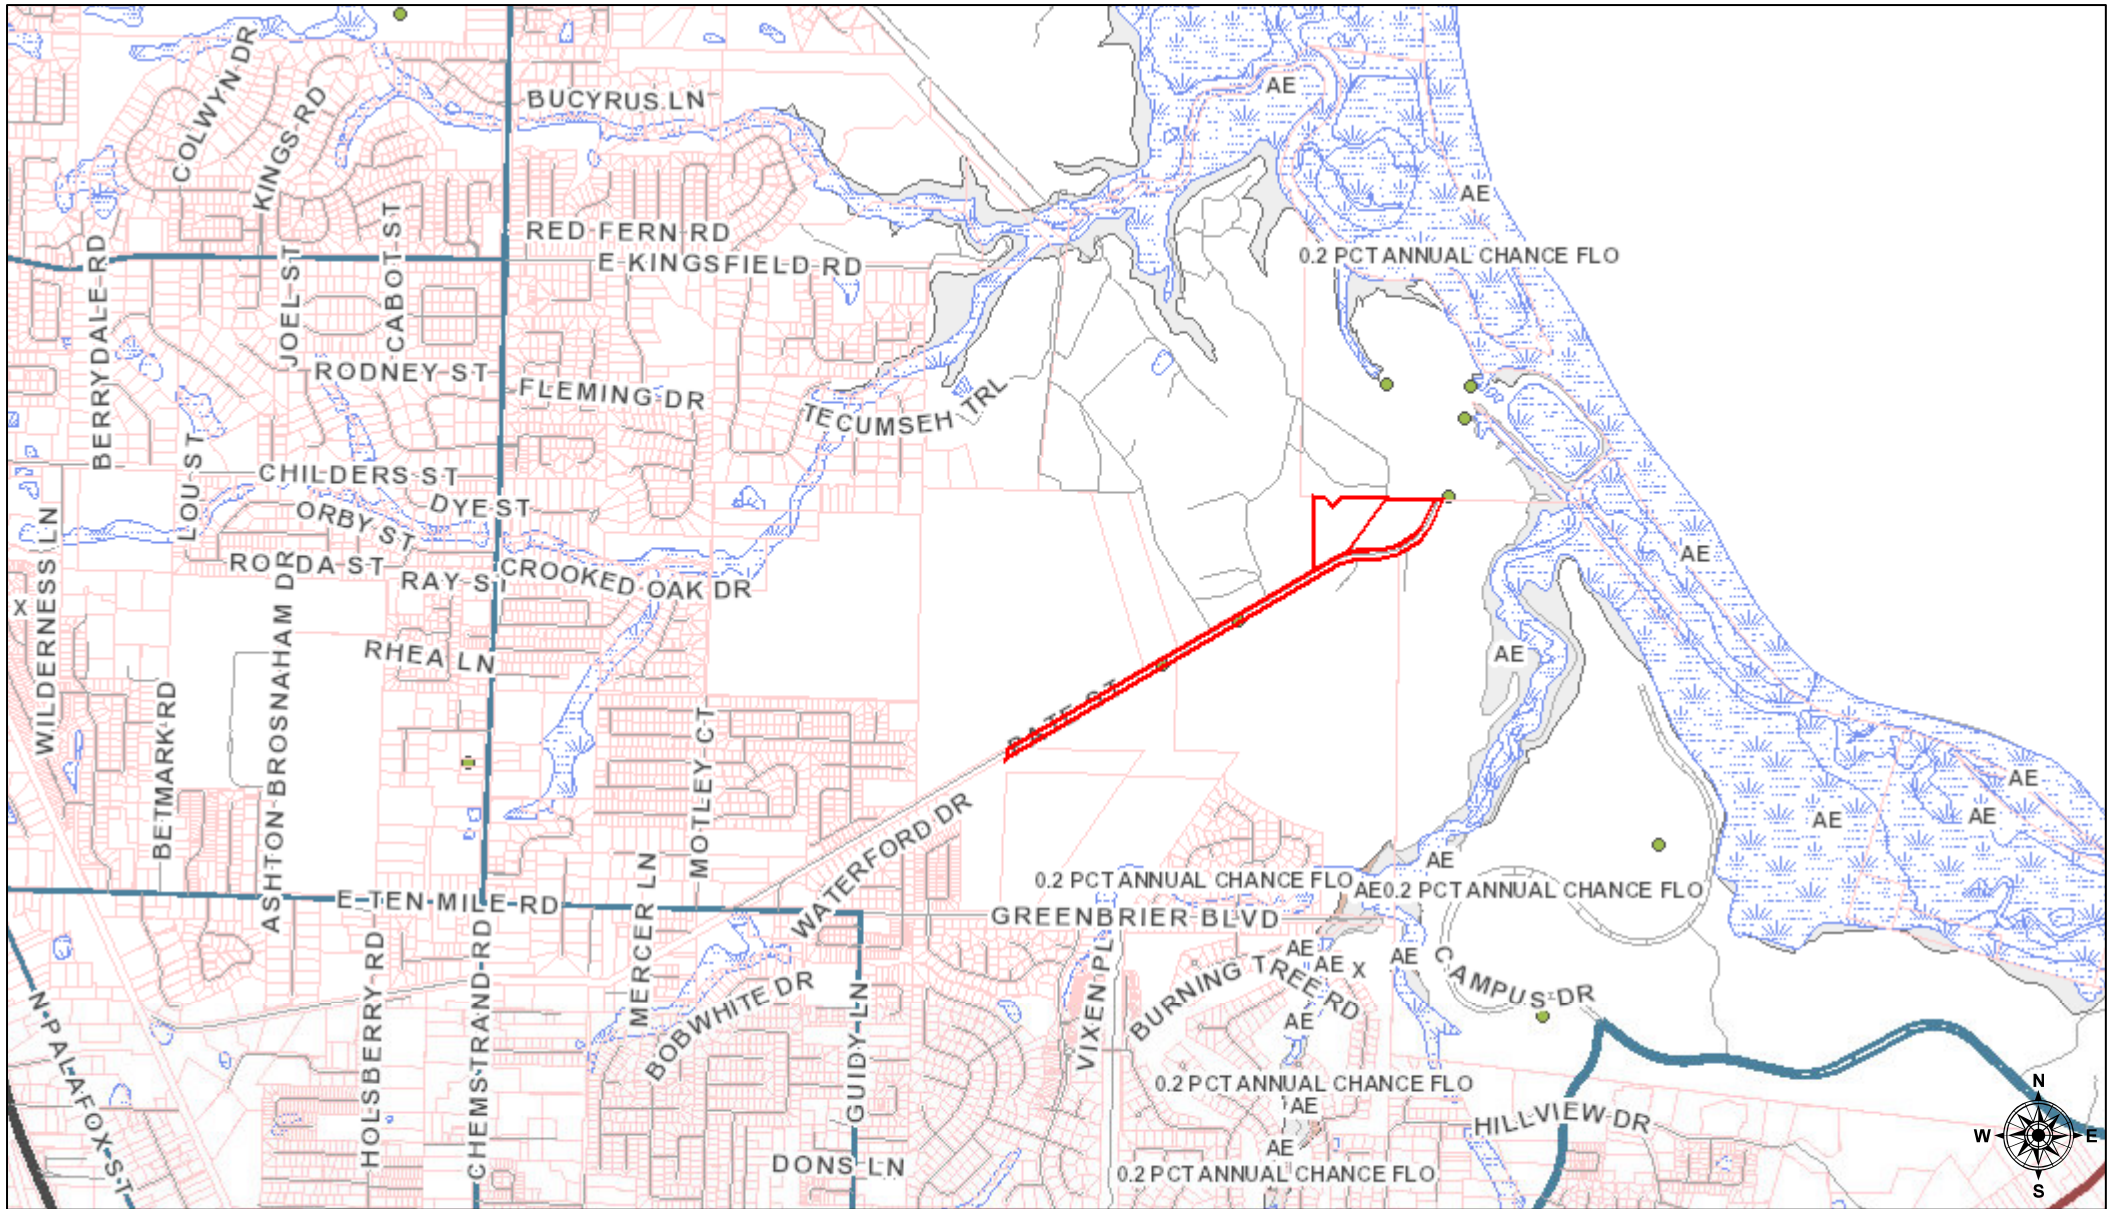 COLWYN DR
KINGS RD
BUCYRUS LN
AE
AE
RED FERN RD
E KINGSFIELD RD
0.2 PCT ANNUAL CHANCE FLO
BERRYDALE RD
JOEL ST
CABOT ST
RODNEY ST
FLEMING DR
TECUMSEH TRL
LOU ST
CHILDERS ST
DYE ST
ORBY ST
WILDERNESS LN
RONDA ST
RAY ST
CROOKED OAK DR
AE
X
ASHTON BROSNAHAM DR
RHEA LN
AE
BETMARK RD
MOTLEY CT
AE
AE
AE
WATERFORD DR
MERCER LN
AE
0.2 PCT ANNUAL CHANCE FLO
AE
0.2 PCT ANNUAL CHANCE FLO
E TEN MILE RD
GREENBRIER BLVD
HOLSBERRY RD
CHEMSTRAND RD
VIXEN PL
AE
AE
X
AE
BURNING TREE RD
CAMPUS DR
N PALAFOX ST
BOBWHITE DR
GUIDY LN
AE
0.2 PCT ANNUAL CHANCE FLO
AE
HILLVIEW DR
AE
DONS LN
0.2 PCT ANNUAL CHANCE FLO
N
W
E
S